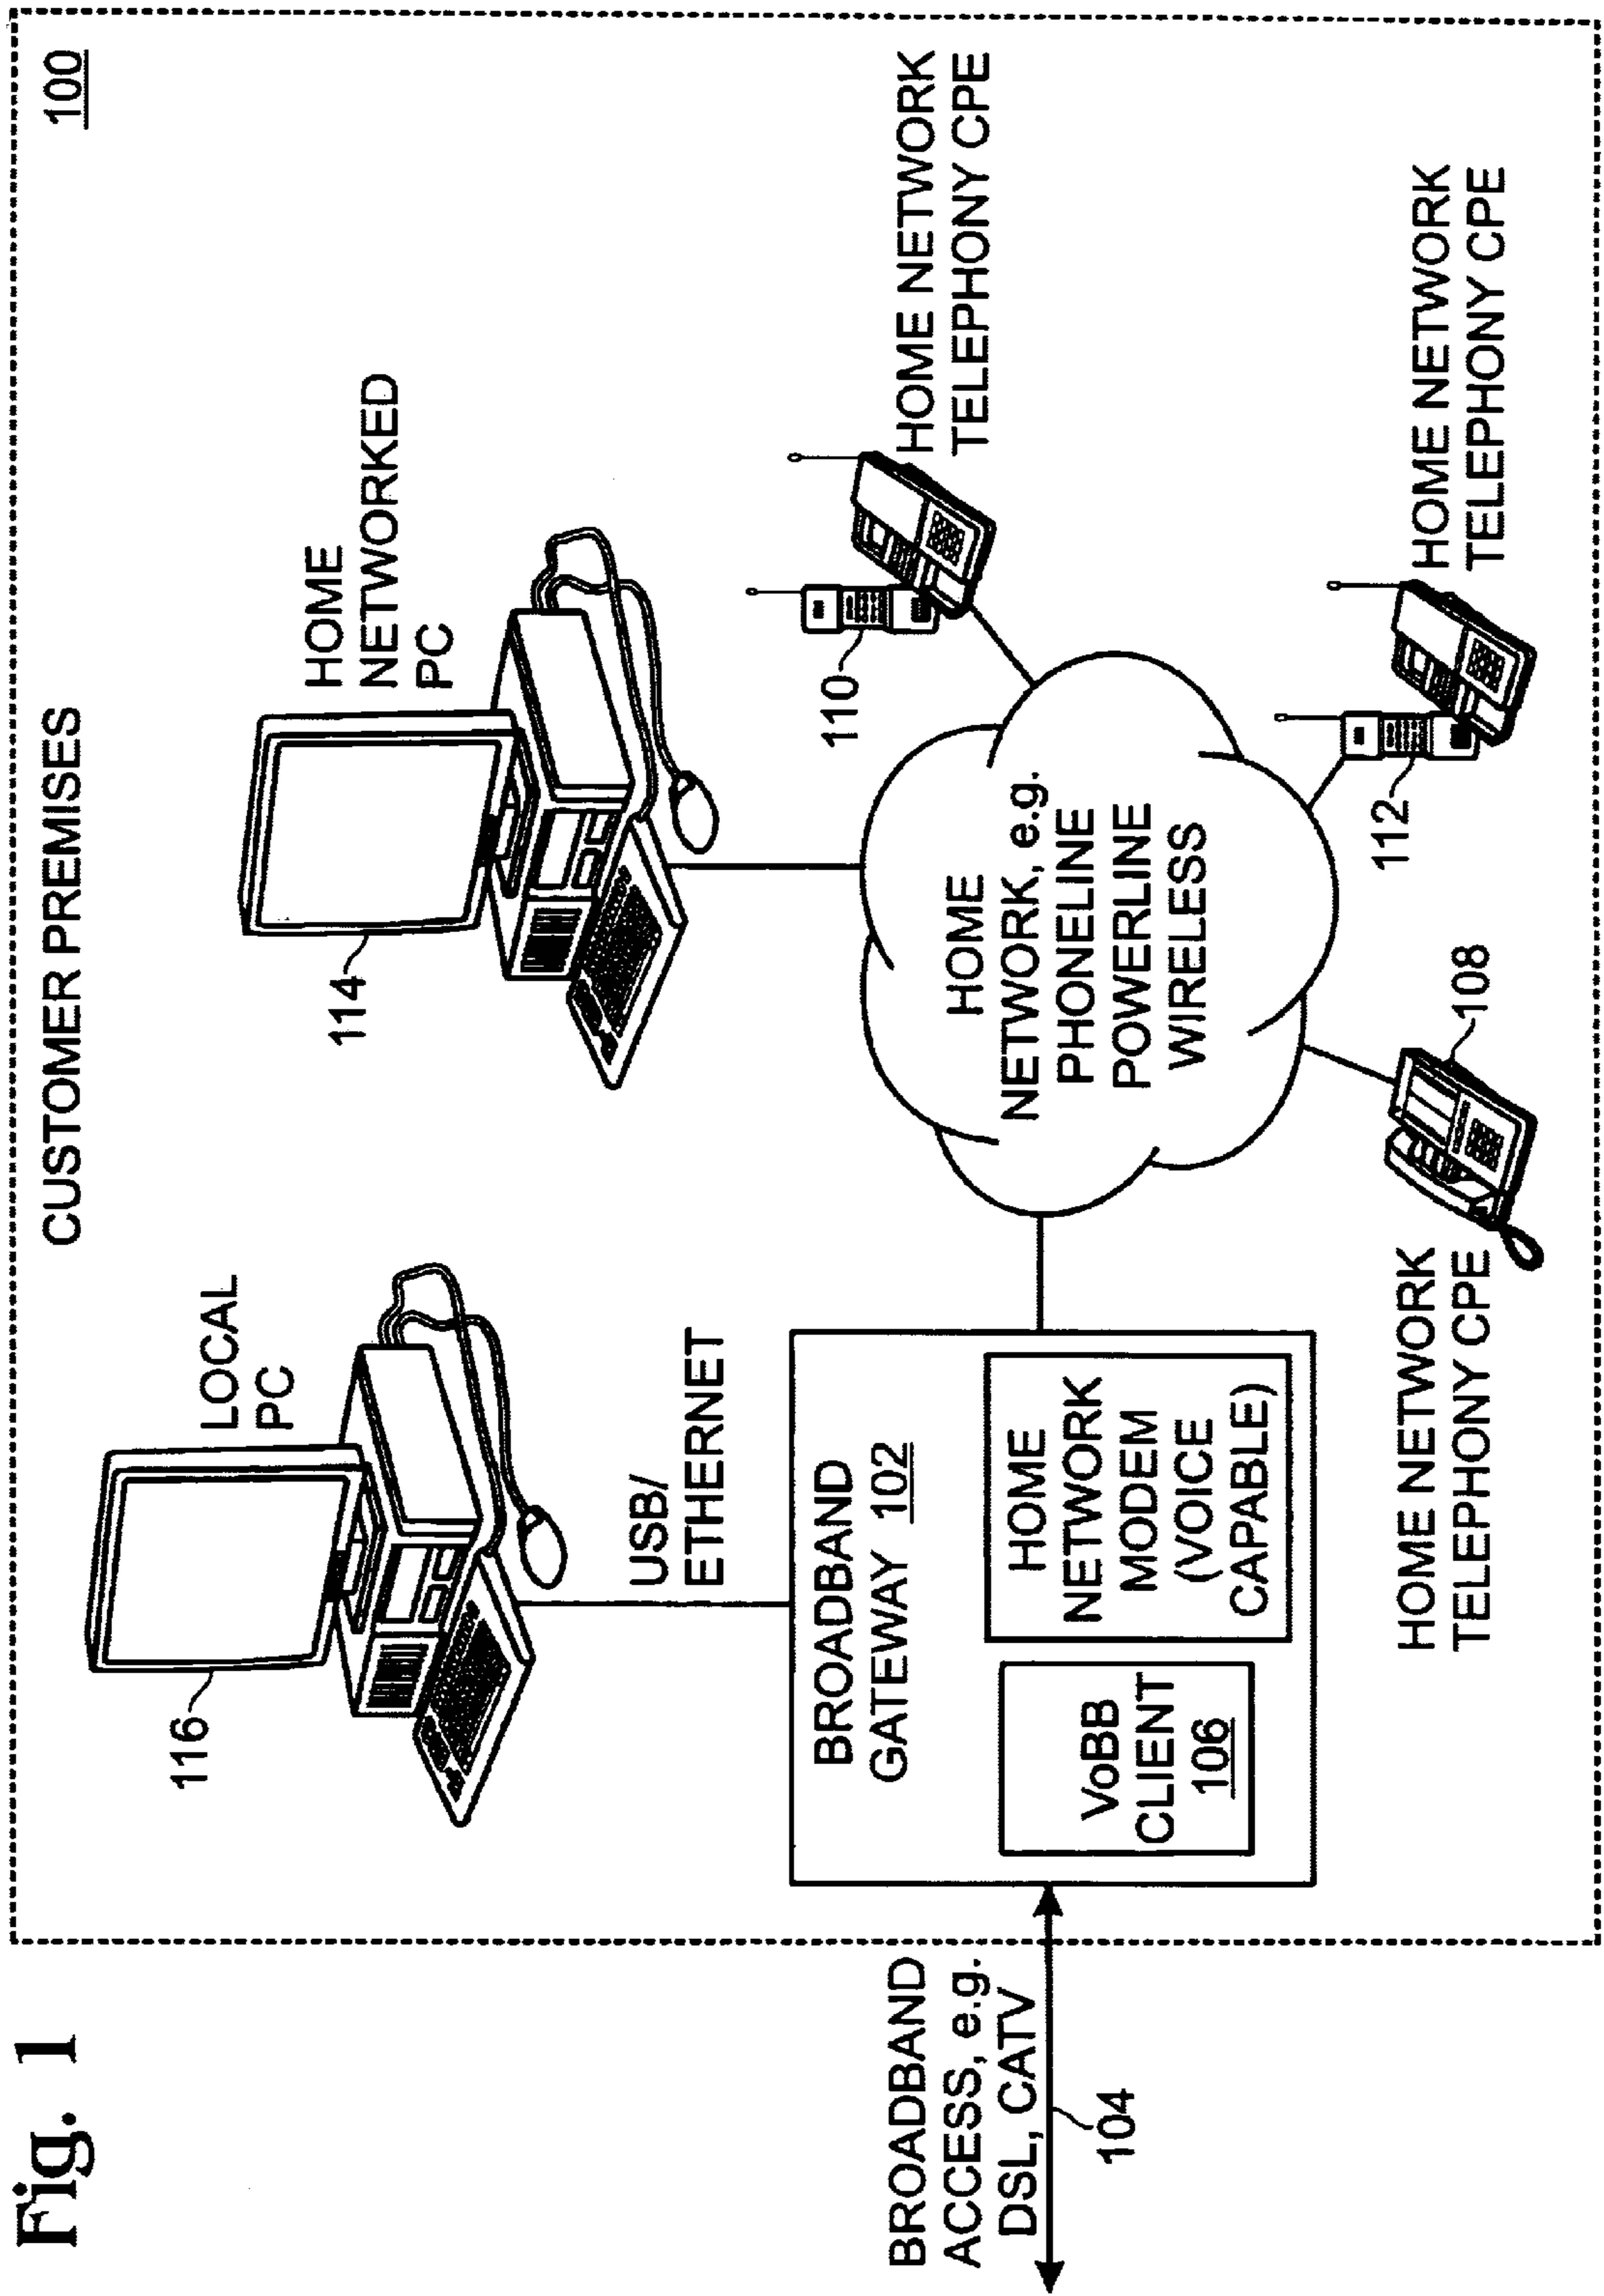 Fig. 1
CUSTOMER PREMISES
100
LOCAL
PC
116
HOME
NETWORKED
PC
114
USB/
ETHERNET
BROADBAND
ACCESS, e.g.
DSL, CATV
104
BROADBAND
GATEWAY 102
VoBB
CLIENT
106
HOME
NETWORK
MODEM
(VOICE
CAPABLE)
HOME
NETWORK, e.g.
PHONELINE
POWERLINE
WIRELESS
110
HOME NETWORK
TELEPHONY CPE
112
HOME NETWORK
TELEPHONY CPE
108
HOME NETWORK
TELEPHONY CPE